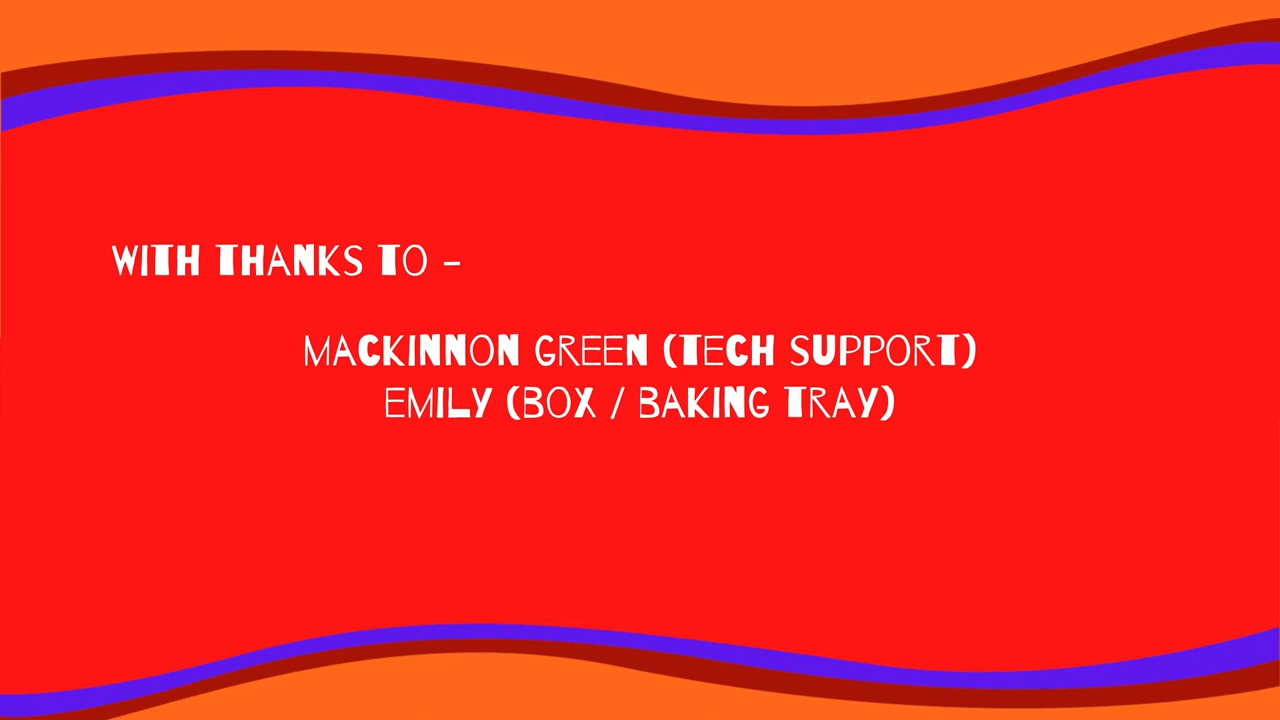 WITH THANKS TO -
MACKINNON GREEN (TECH SUPPORT)
EMILY (BOX / BAKING TRAY)